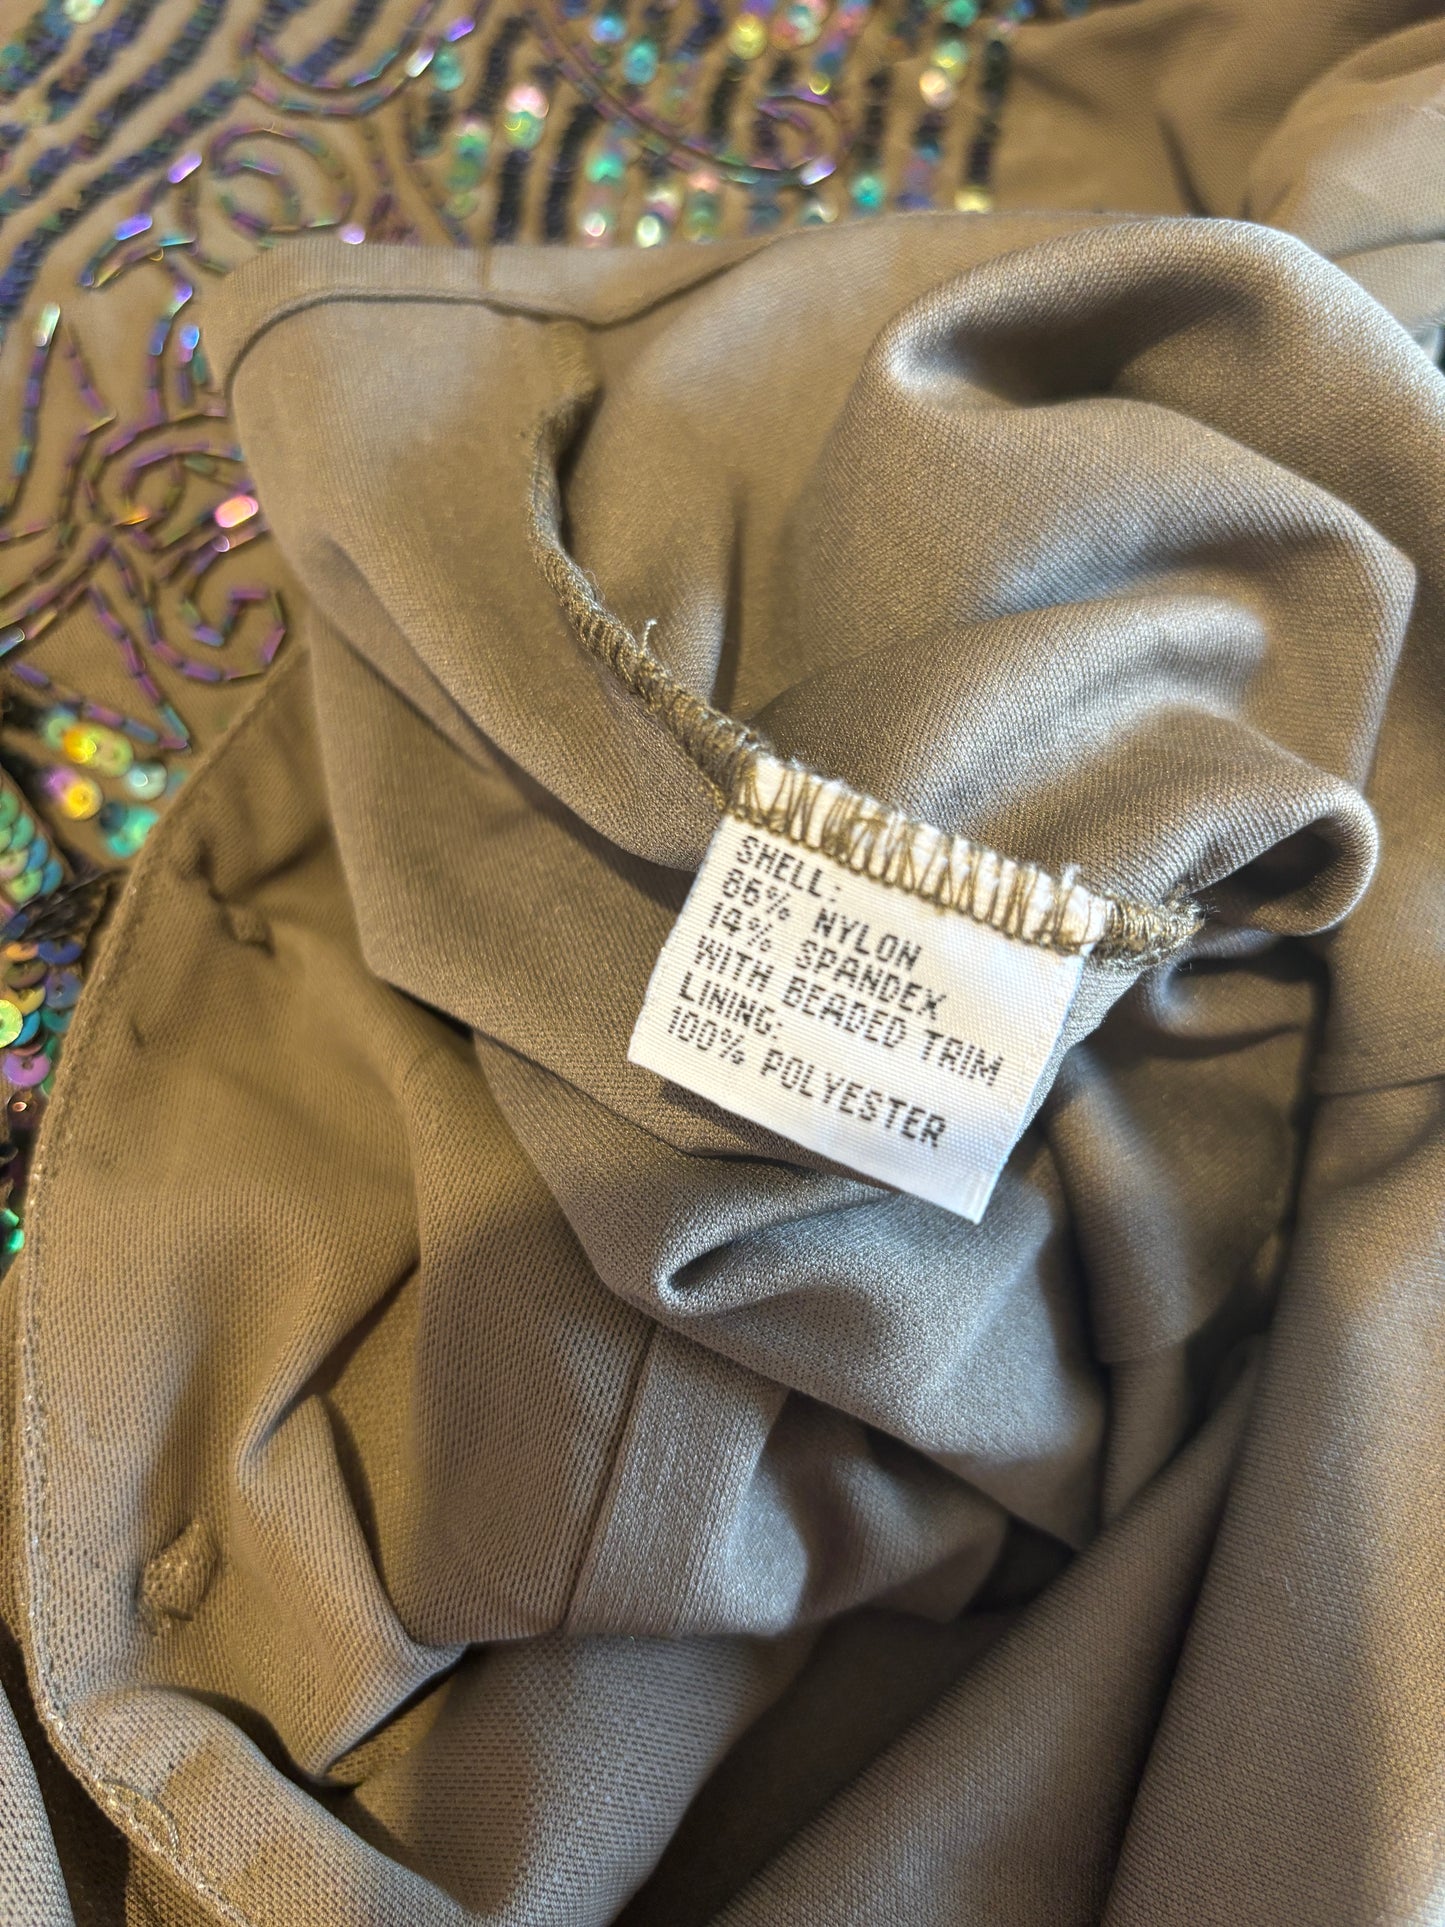 SHELL:
86% NYLON
14% SPANDEX
WITH BEADED TRIM
LINING:
100% POLYESTER